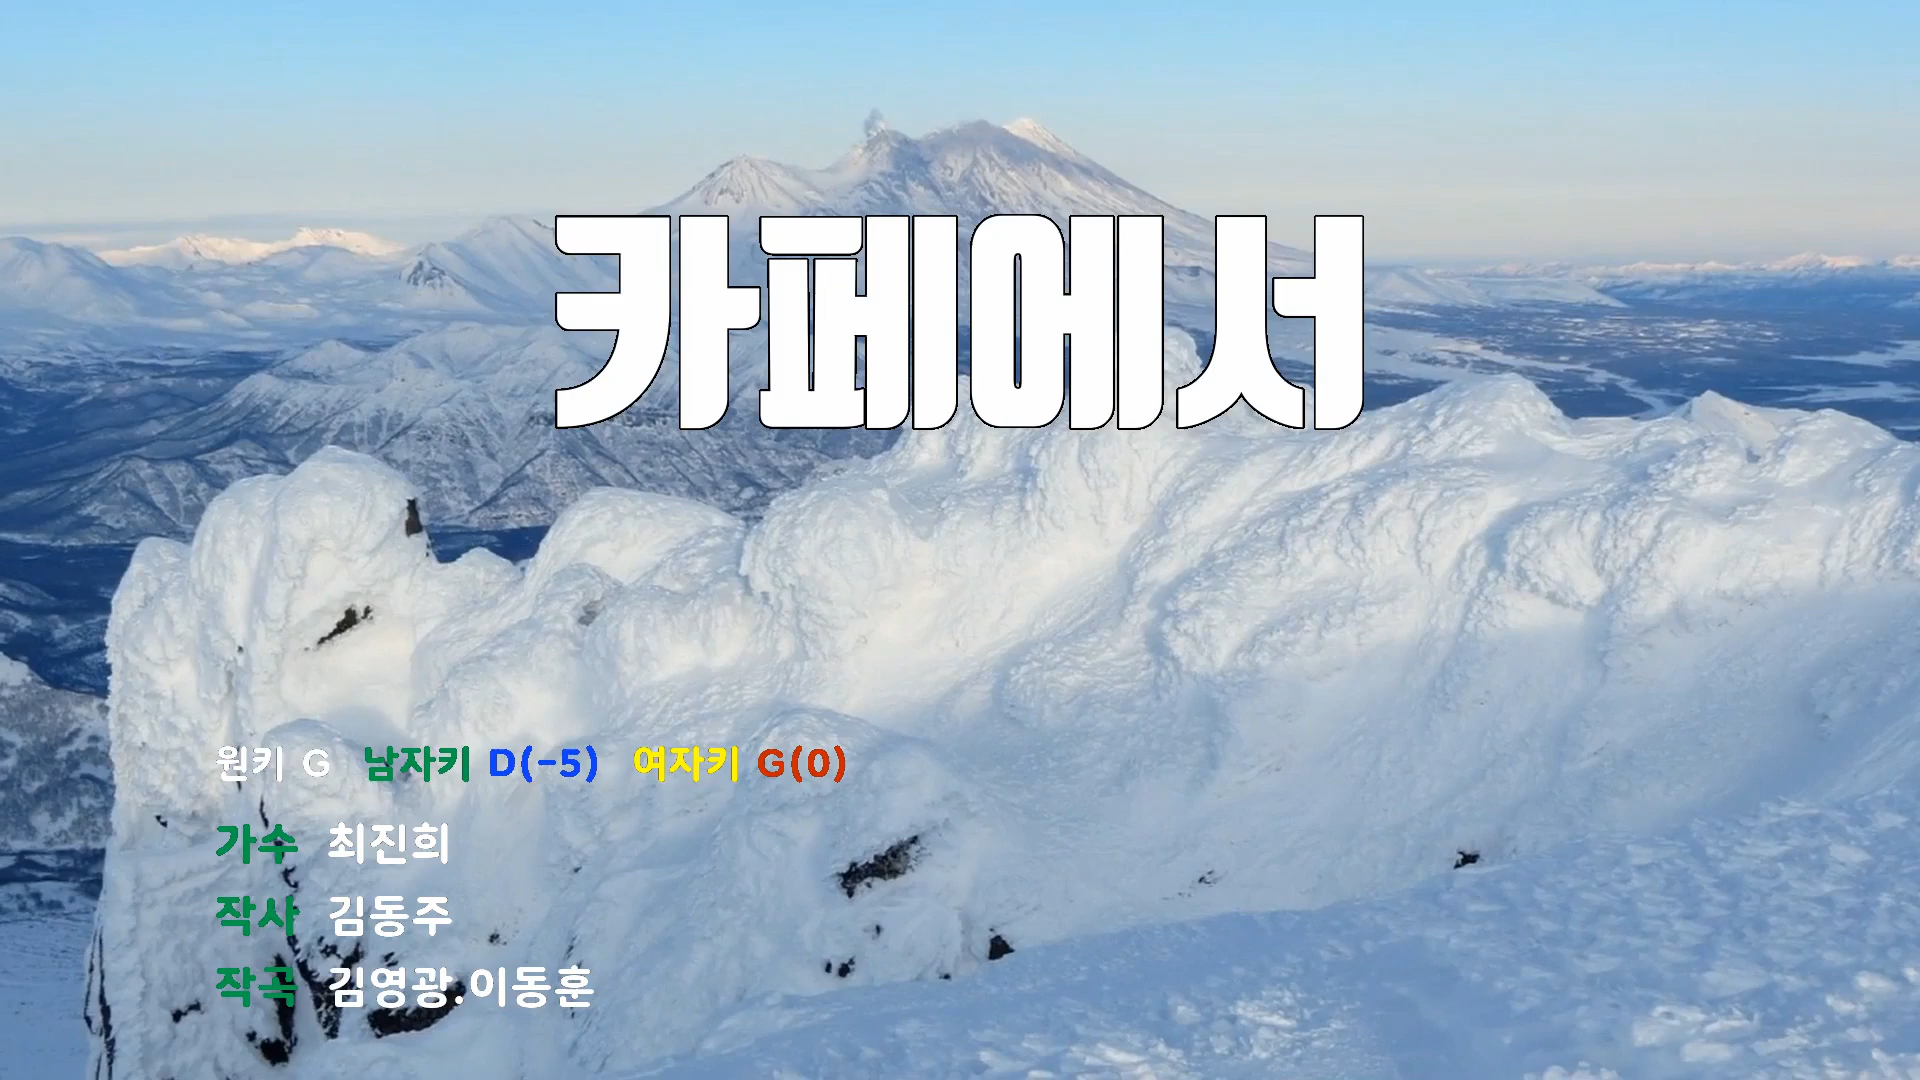 카페에서
원키 G 남자키 D(-5) 여자키 G(0)
가수 최진희
작사 김동주
작곡 김영광.이동훈